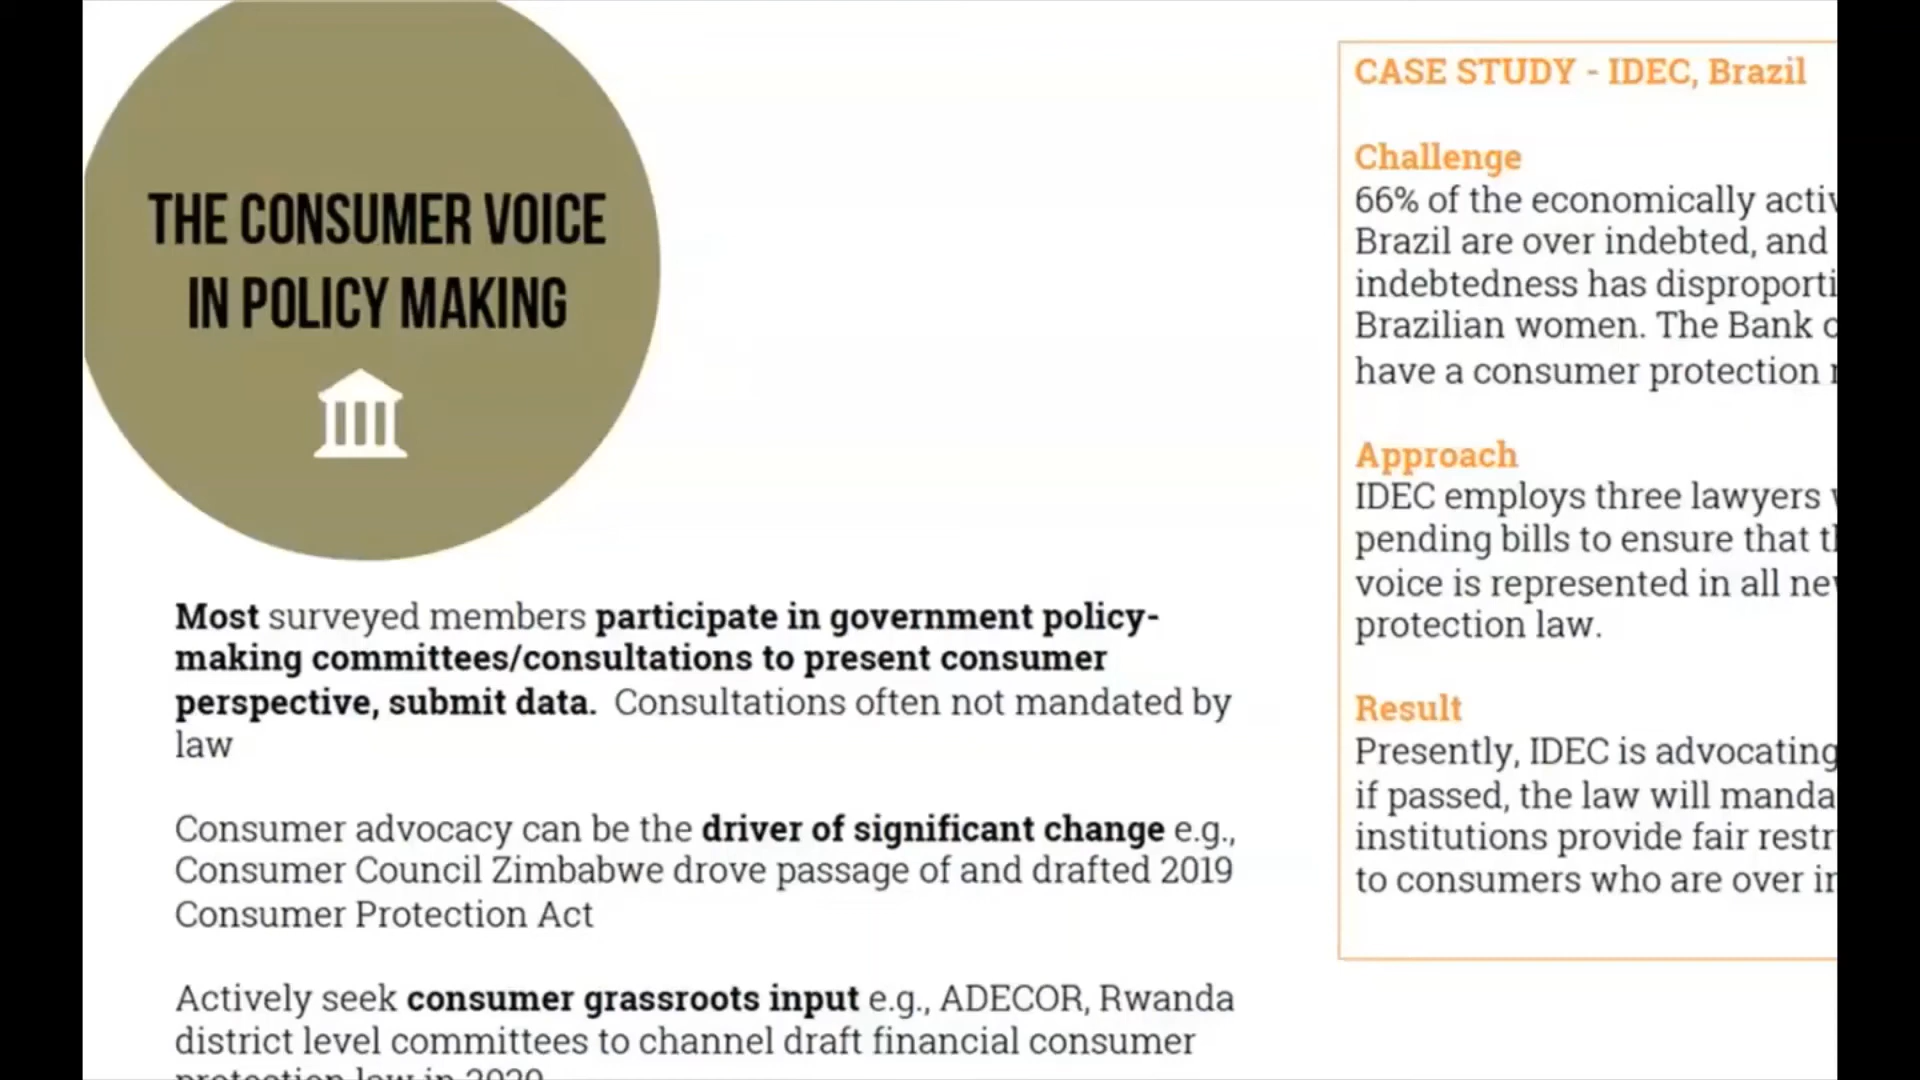 THE CONSUMER VOICE
IN POLICY MAKING
Most surveyed members participate in government policy-
making committees/consultations to present consumer
perspective, submit data. Consultations often not mandated by
law
Consumer advocacy can be the driver of significant change e.g.,
Consumer Council Zimbabwe drove passage of and drafted 2019
Consumer Protection Act
Actively seek consumer grassroots input e.g., ADECOR, Rwanda
district level committees to channel draft financial consumer
protection law in 2020
CASE STUDY - IDEC, Brazil
Challenge
66% of the economically
Brazil are over indebted, and
indebtedness has
Brazilian women. The Bank
have a consumer protection
Approach
IDEC employs three lawyers
pending bills to ensure that
voice is represented in all
protection law.
Result
Presently, IDEC is advocating
if passed, the law will
institutions provide fair
to consumers who are over